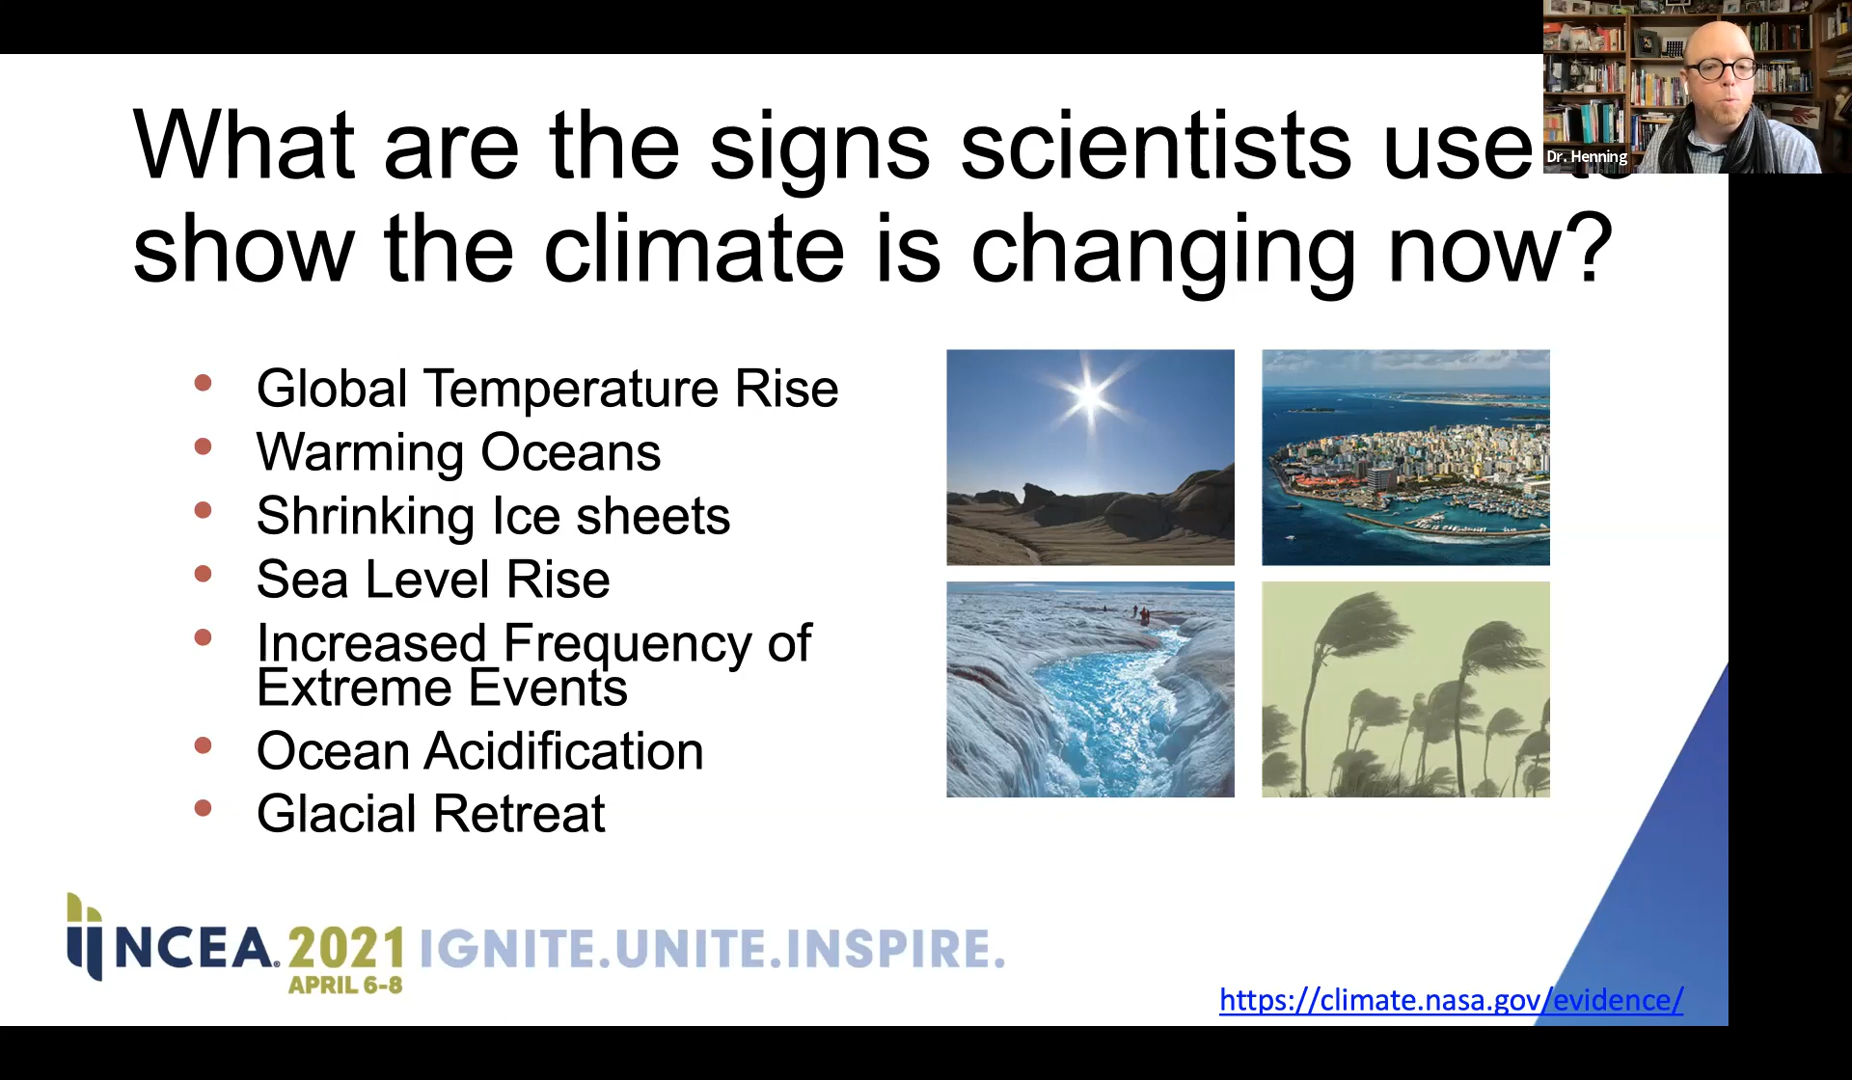 What are the signs scientists use to
show the climate is changing now?
Dr. Henning
• Global Temperature Rise
• Warming Oceans
• Shrinking Ice sheets
• Sea Level Rise
• Increased Frequency of
Extreme Events
• Ocean Acidification
• Glacial Retreat
NCEA® 2021 IGNITE.UNITE.INSPIRE.
APRIL 6-8
https://climate.nasa.gov/evidence/